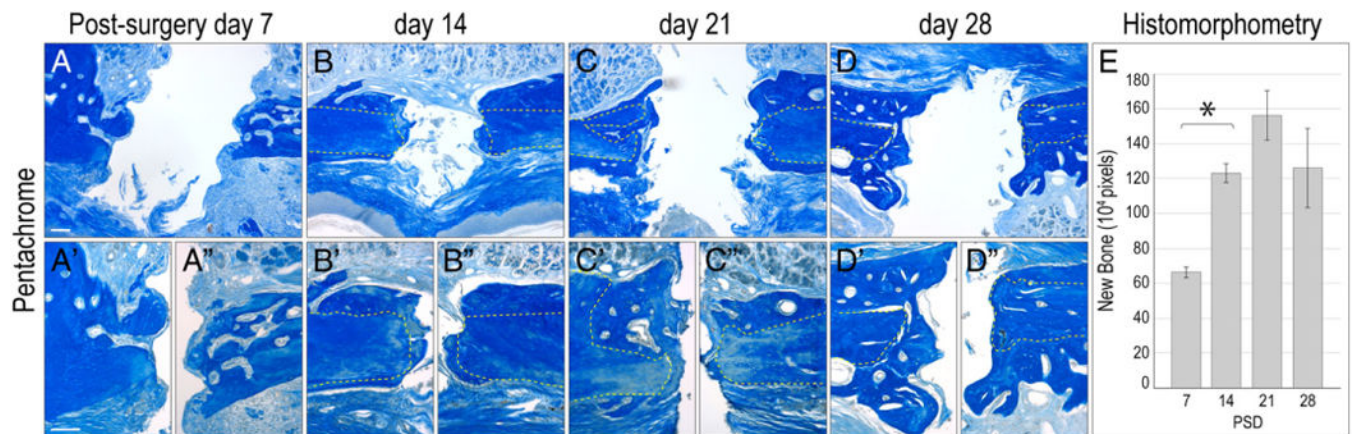 Post-surgery day 7 day 14 day 21 day 28 Histomorphometry
A B C D E
Pentachrome
A' A" B' B" C' C" D' D"
New Bone (10⁴ pixels)
180
160
140
120
100
80
60
40
20
0
*
7 14 21 28
PSD